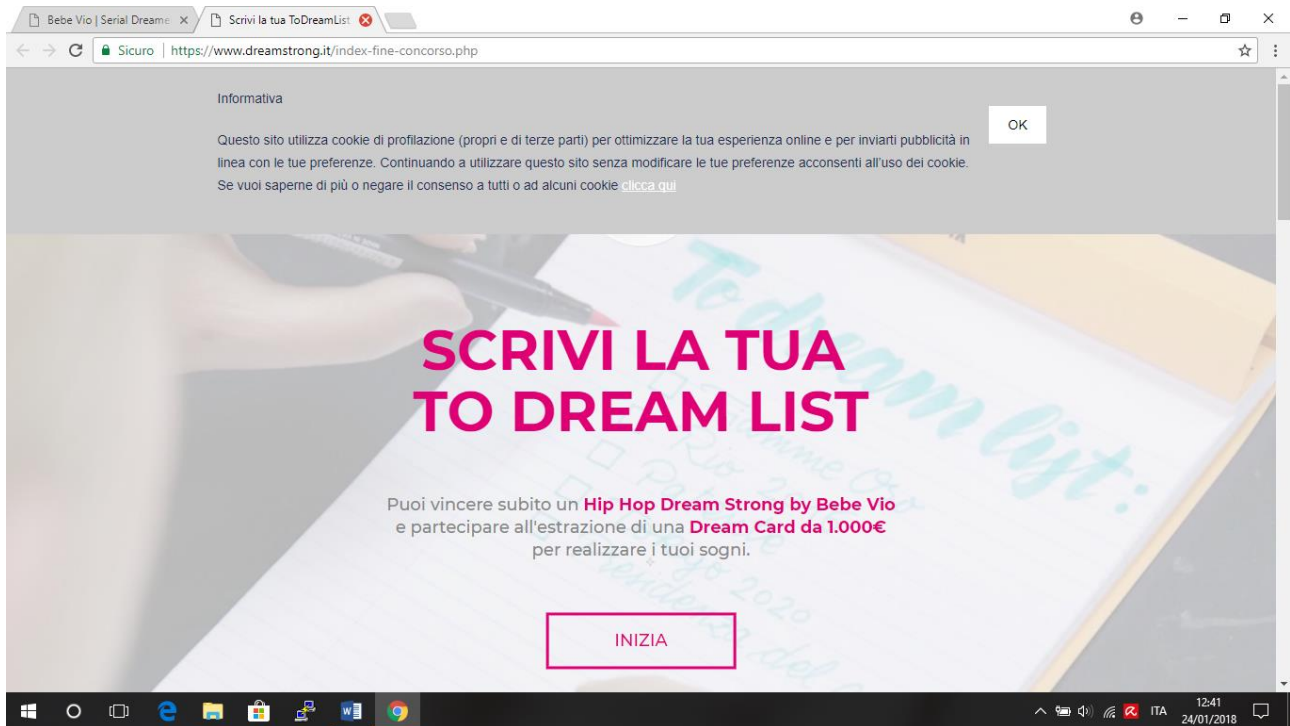 Bebe Vio | Serial Dreame
Scrivi la tua ToDreamList
Sicuro | https://www.dreamstrong.it/index-fine-concorso.php
Informativa
OK
Questo sito utilizza cookie di profilazione (propri e di terze parti) per ottimizzare la tua esperienza online e per inviarti pubblicità in
linea con le tue preferenze. Continuando a utilizzare questo sito senza modificare le tue preferenze acconsenti all'uso dei cookie.
Se vuoi saperne di più o negare il consenso a tutti o ad alcuni cookie clicca qui
To dream list:
SCRIVI LA TUA
TO DREAM LIST
Puoi vincere subito un Hip Hop Dream Strong by Bebe Vio
e partecipare all'estrazione di una Dream Card da 1.000€
per realizzare i tuoi sogni.
INIZIA
ITA
12:41
24/01/2018